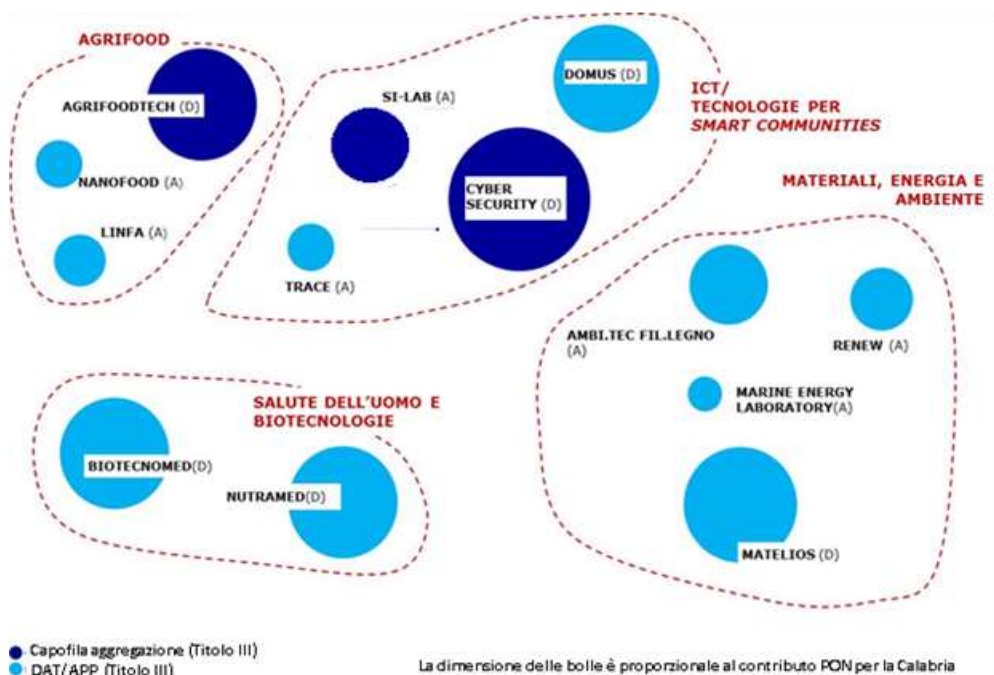 AGRIFOOD
AGRIFOODTECH (D)
NANOFOOD (A)
LINFA (A)
SI-LAB (A)
DOMUS (D)
CYBER
SECURITY (D)
TRACE (A)
ICT/
TECNOLOGIE PER
SMART COMMUNITIES
MATERIALI, ENERGIA E
AMBIENTE
AMBI.TEC FIL.LEGNO
(A)
RENEW (A)
MARINE ENERGY
LABORATORY(A)
MATELIOS (D)
SALUTE DELL'UOMO E
BIOTECNOLOGIE
BIOTECNOMED(D)
NUTRAMED(D)
Capofila aggregazione (Titolo III)
DAT/APP (Titolo III)
La dimensione delle bolle è proporzionale al contributo PON per la Calabria